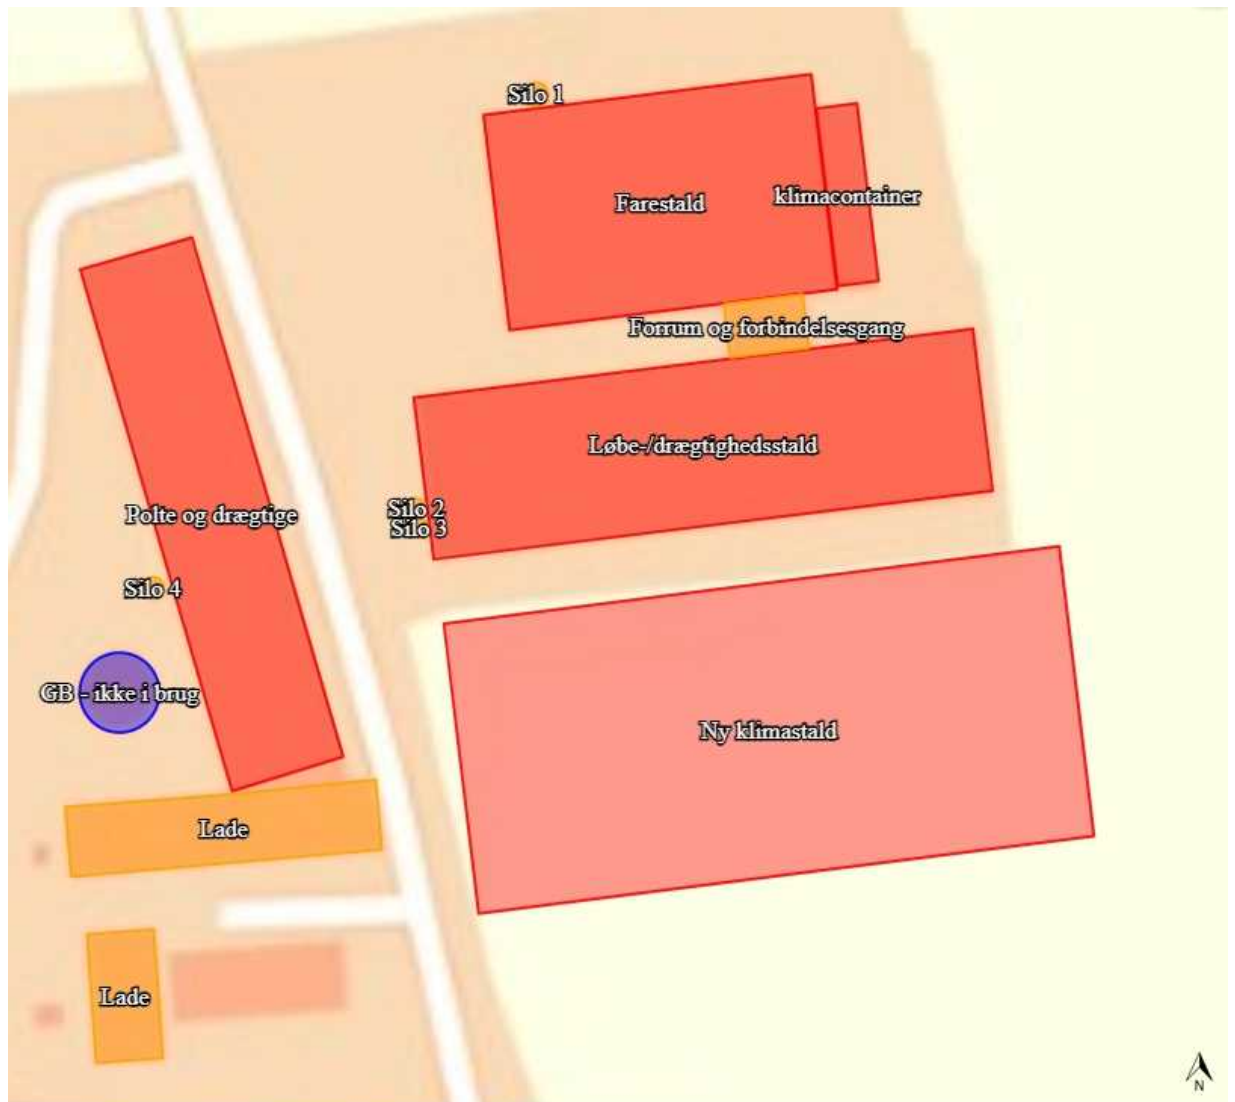 Silo 1
Farestald
klimacontainer
Forrum og forbindelsesgang
Løbe-/drægtighedsstald
Silo 2
Silo 3
Polte og drægtige
Silo 4
GB - ikke i brug
Ny klimastald
Lade
Lade
N